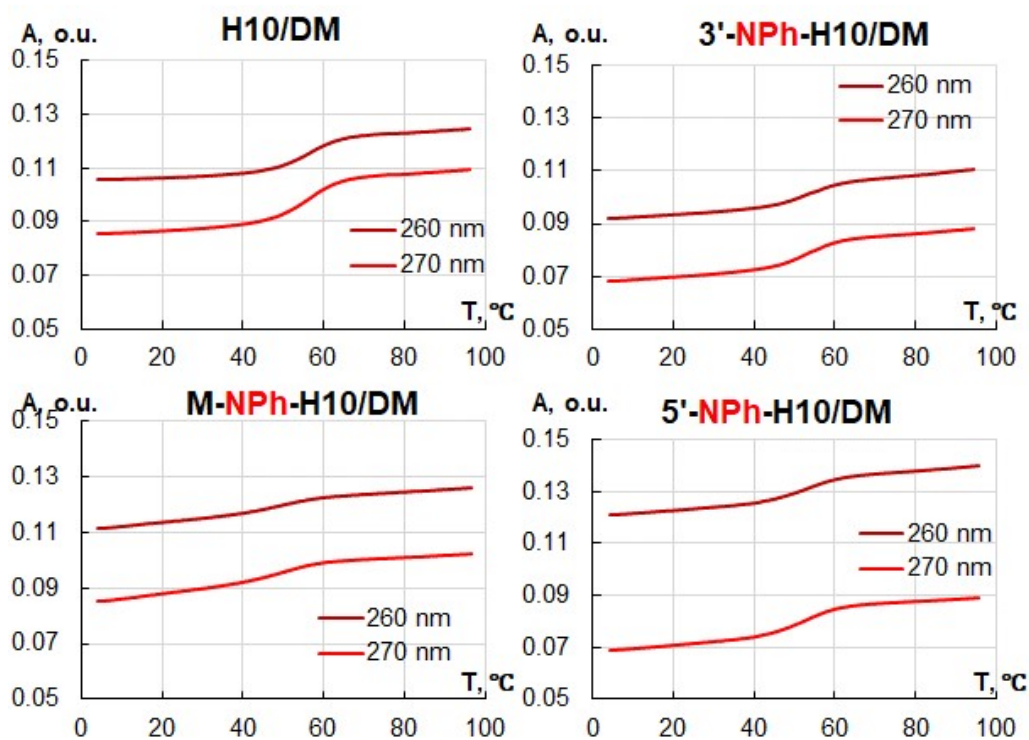 A, o.u. H10/DM
0.15
0.13
0.11
0.09
0.07
0.05
260 nm
270 nm
T, °C
0 20 40 60 80 100
A, o.u. 3'-NPh-H10/DM
0.15
0.13
0.11
0.09
0.07
0.05
260 nm
270 nm
T, °C
0 20 40 60 80 100
A, o.u. M-NPh-H10/DM
0.15
0.13
0.11
0.09
0.07
0.05
260 nm
270 nm
T, °C
0 20 40 60 80 100
A, o.u. 5'-NPh-H10/DM
0.15
0.13
0.11
0.09
0.07
0.05
260 nm
270 nm
T, °C
0 20 40 60 80 100